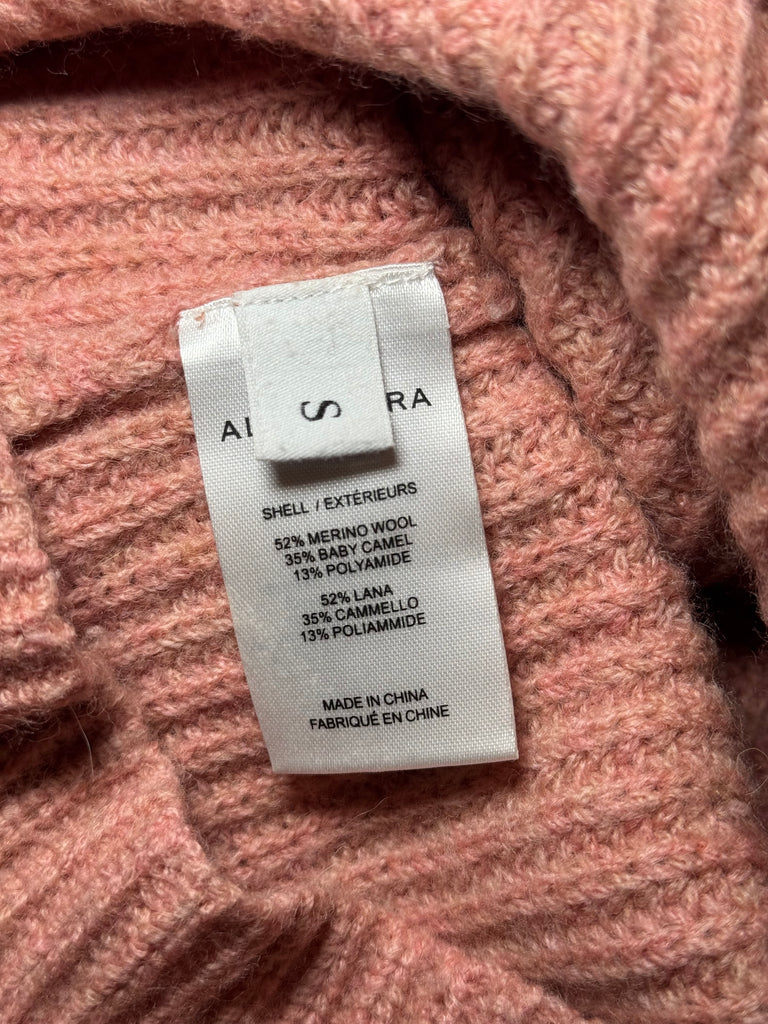 S
SHELL / EXTÉRIEURS
52% MERINO WOOL
35% BABY CAMEL
13% POLYAMIDE
52% LANA
35% CAMMELLO
13% POLIAMMIDE
MADE IN CHINA
FABRIQUÉ EN CHINE